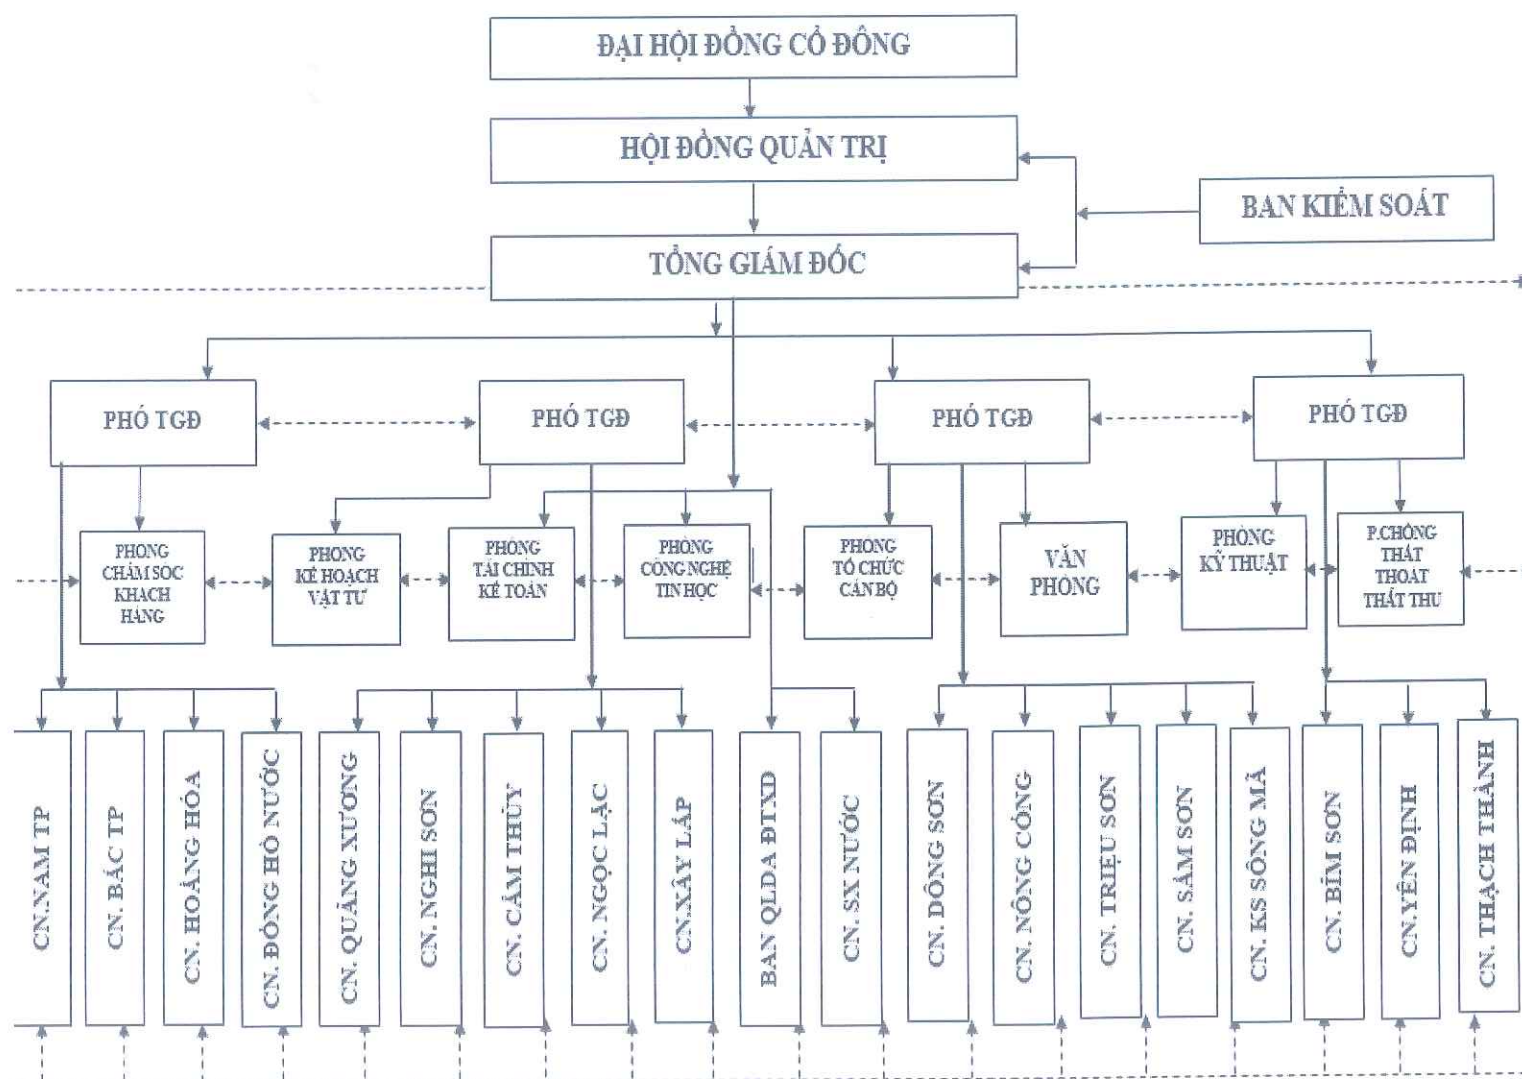 ĐẠI HỘI ĐỒNG CỔ ĐÔNG
HỘI ĐỒNG QUẢN TRỊ
BAN KIỂM SOÁT
TỔNG GIÁM ĐỐC
PHÓ TGĐ
PHÓ TGĐ
PHÓ TGĐ
PHÓ TGĐ
PHÒNG
CHĂM SÓC
KHÁCH
HÀNG
PHÒNG
KẾ HOẠCH
VẬT TƯ
PHÒNG
TÀI CHÍNH
KẾ TOÁN
PHÒNG
CÔNG NGHỆ
TIN HỌC
PHÒNG
TỔ CHỨC
CÁN BỘ
VĂN
PHÒNG
PHÒNG
KỸ THUẬT
P.CHỐNG
THẤT
THOÁT
THẤT THU
CN.NAM TP
CN. BẮC TP
CN. HOẰNG HÓA
CN. ĐỒNG HỒ NƯỚC
CN. QUẢNG XƯƠNG
CN. NGHI SƠN
CN. CẨM THỦY
CN. NGỌC LẶC
CN.XÂY LẮP
BAN QLDA ĐTXD
CN. SX NƯỚC
CN. ĐÔNG SƠN
CN. NÔNG CỐNG
CN. TRIỆU SƠN
CN. SẦM SƠN
CN. KS SÔNG MÃ
CN. BỈM SƠN
CN.YÊN ĐỊNH
CN. THẠCH THÀNH